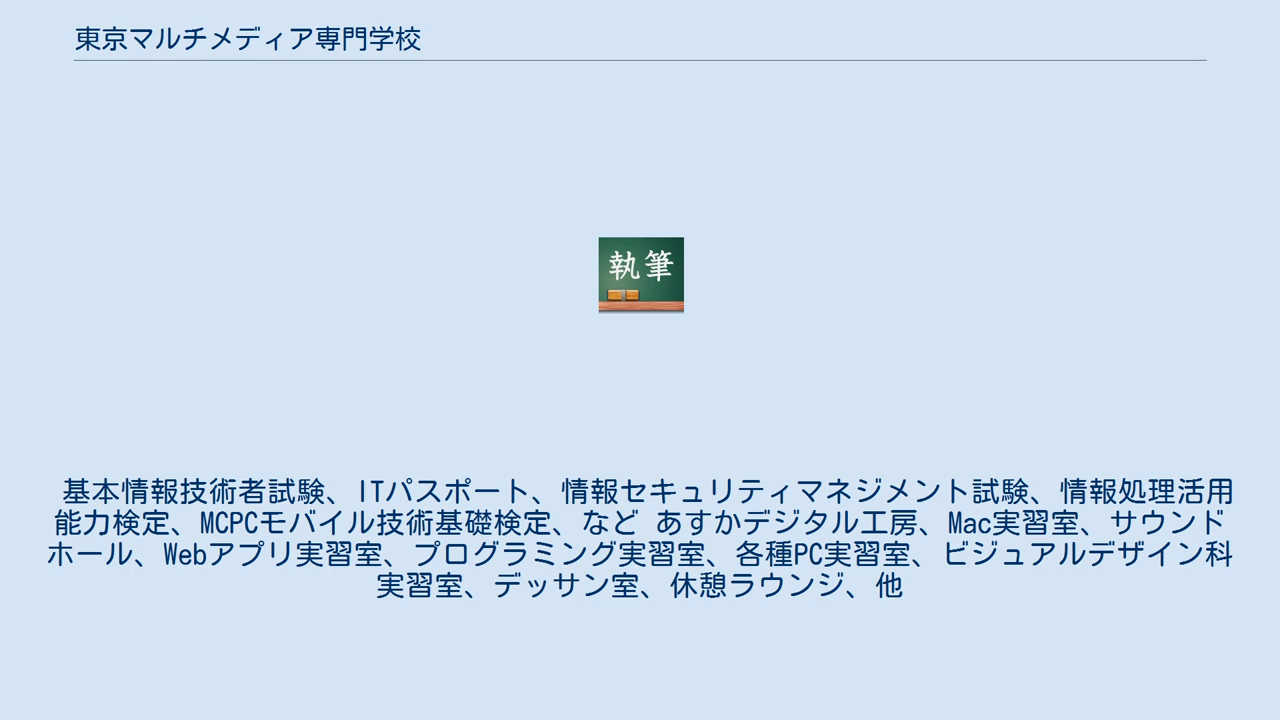 東京マルチメディア専門学校
執筆
基本情報技術者試験、ITパスポート、情報セキュリティマネジメント試験、情報処理活用
能力検定、MCPCモバイル技術基礎検定、など あすかデジタル工房、Mac実習室、サウンド
ホール、Webアプリ実習室、プログラミング実習室、各種PC実習室、ビジュアルデザイン科
実習室、デッサン室、休憩ラウンジ、他